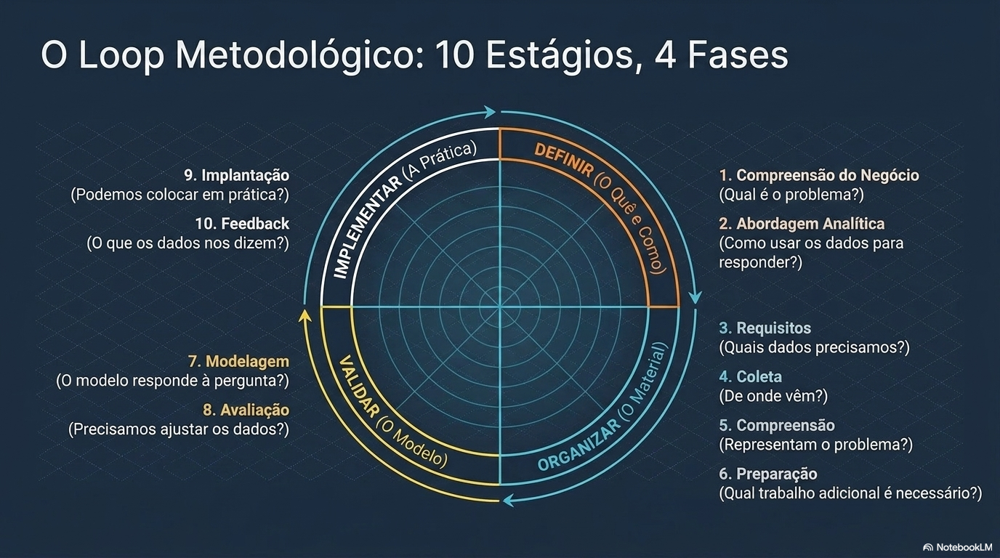 O Loop Metodológico: 10 Estágios, 4 Fases
DEFINIR (O Quê e Como)
1. Compreensão do Negócio
(Qual é o problema?)
2. Abordagem Analítica
(Como usar os dados para
responder?)
ORGANIZAR (O Material)
3. Requisitos
(Quais dados precisamos?)
4. Coleta
(De onde vêm?)
5. Compreensão
(Representam o problema?)
6. Preparação
(Qual trabalho adicional é necessário?)
VALIDAR (O Modelo)
7. Modelagem
(O modelo responde à pergunta?)
8. Avaliação
(Precisamos ajustar os dados?)
IMPLEMENTAR (A Prática)
9. Implantação
(Podemos colocar em prática?)
10. Feedback
(O que os dados nos dizem?)
NotebookLM